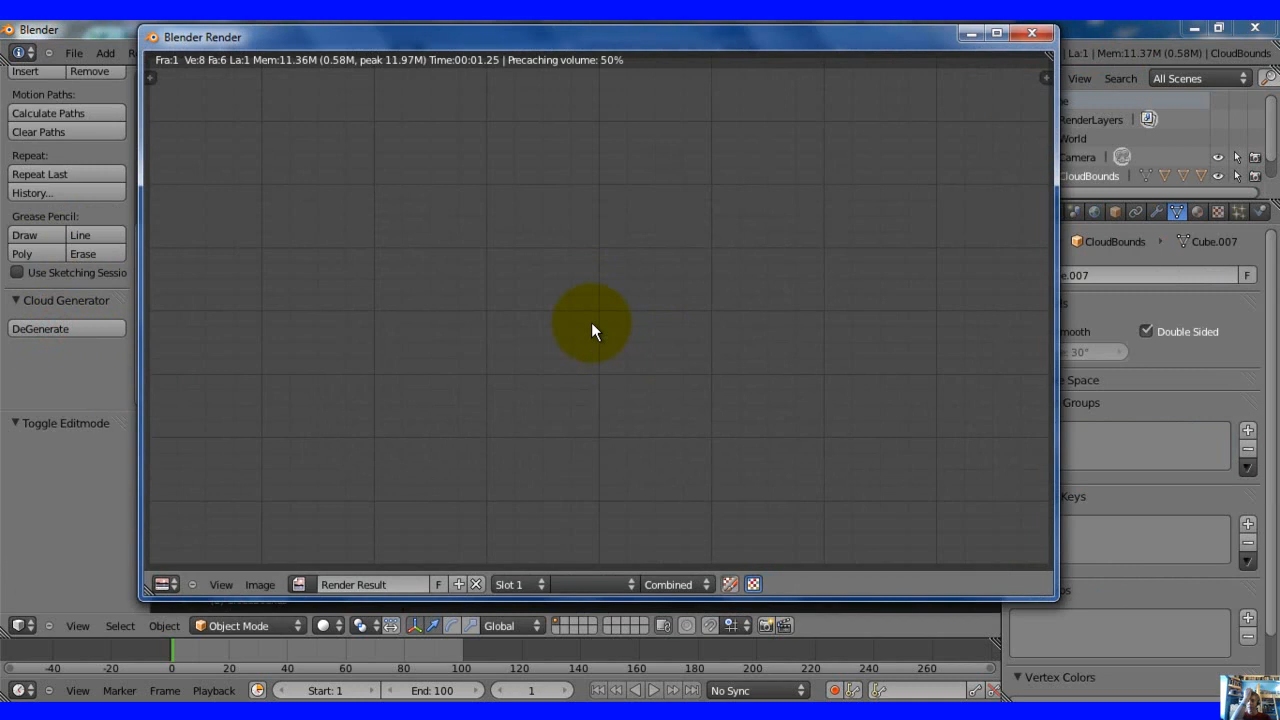 Blender
Blender Render
File Add
La:1 | Mem:11.37M (0.58M) | CloudBounds
Fra:1 Ve:8 Fa:6 La:1 Mem:11.36M (0.58M, peak 11.97M) Time:00:01.25 | Precaching volume: 50%
Insert Remove
View Search All Scenes
Motion Paths:
Calculate Paths
RenderLayers
Clear Paths
World
Repeat:
Camera
Repeat Last
CloudBounds
History...
Grease Pencil:
Draw Line
CloudBounds Cube.007
Poly Erase
Use Sketching Sessio
.007 F
Cloud Generator
DeGenerate
mooth Double Sided
: 30°
Space
Groups
Toggle Editmode
Keys
View Image Render Result F Slot 1 Combined
View Select Object Object Mode Global
-40 -20 0 20 40 60 80 100 120 140 160 180 200 220 240 260
Vertex Colors
View Marker Frame Playback Start: 1 End: 100 1 No Sync